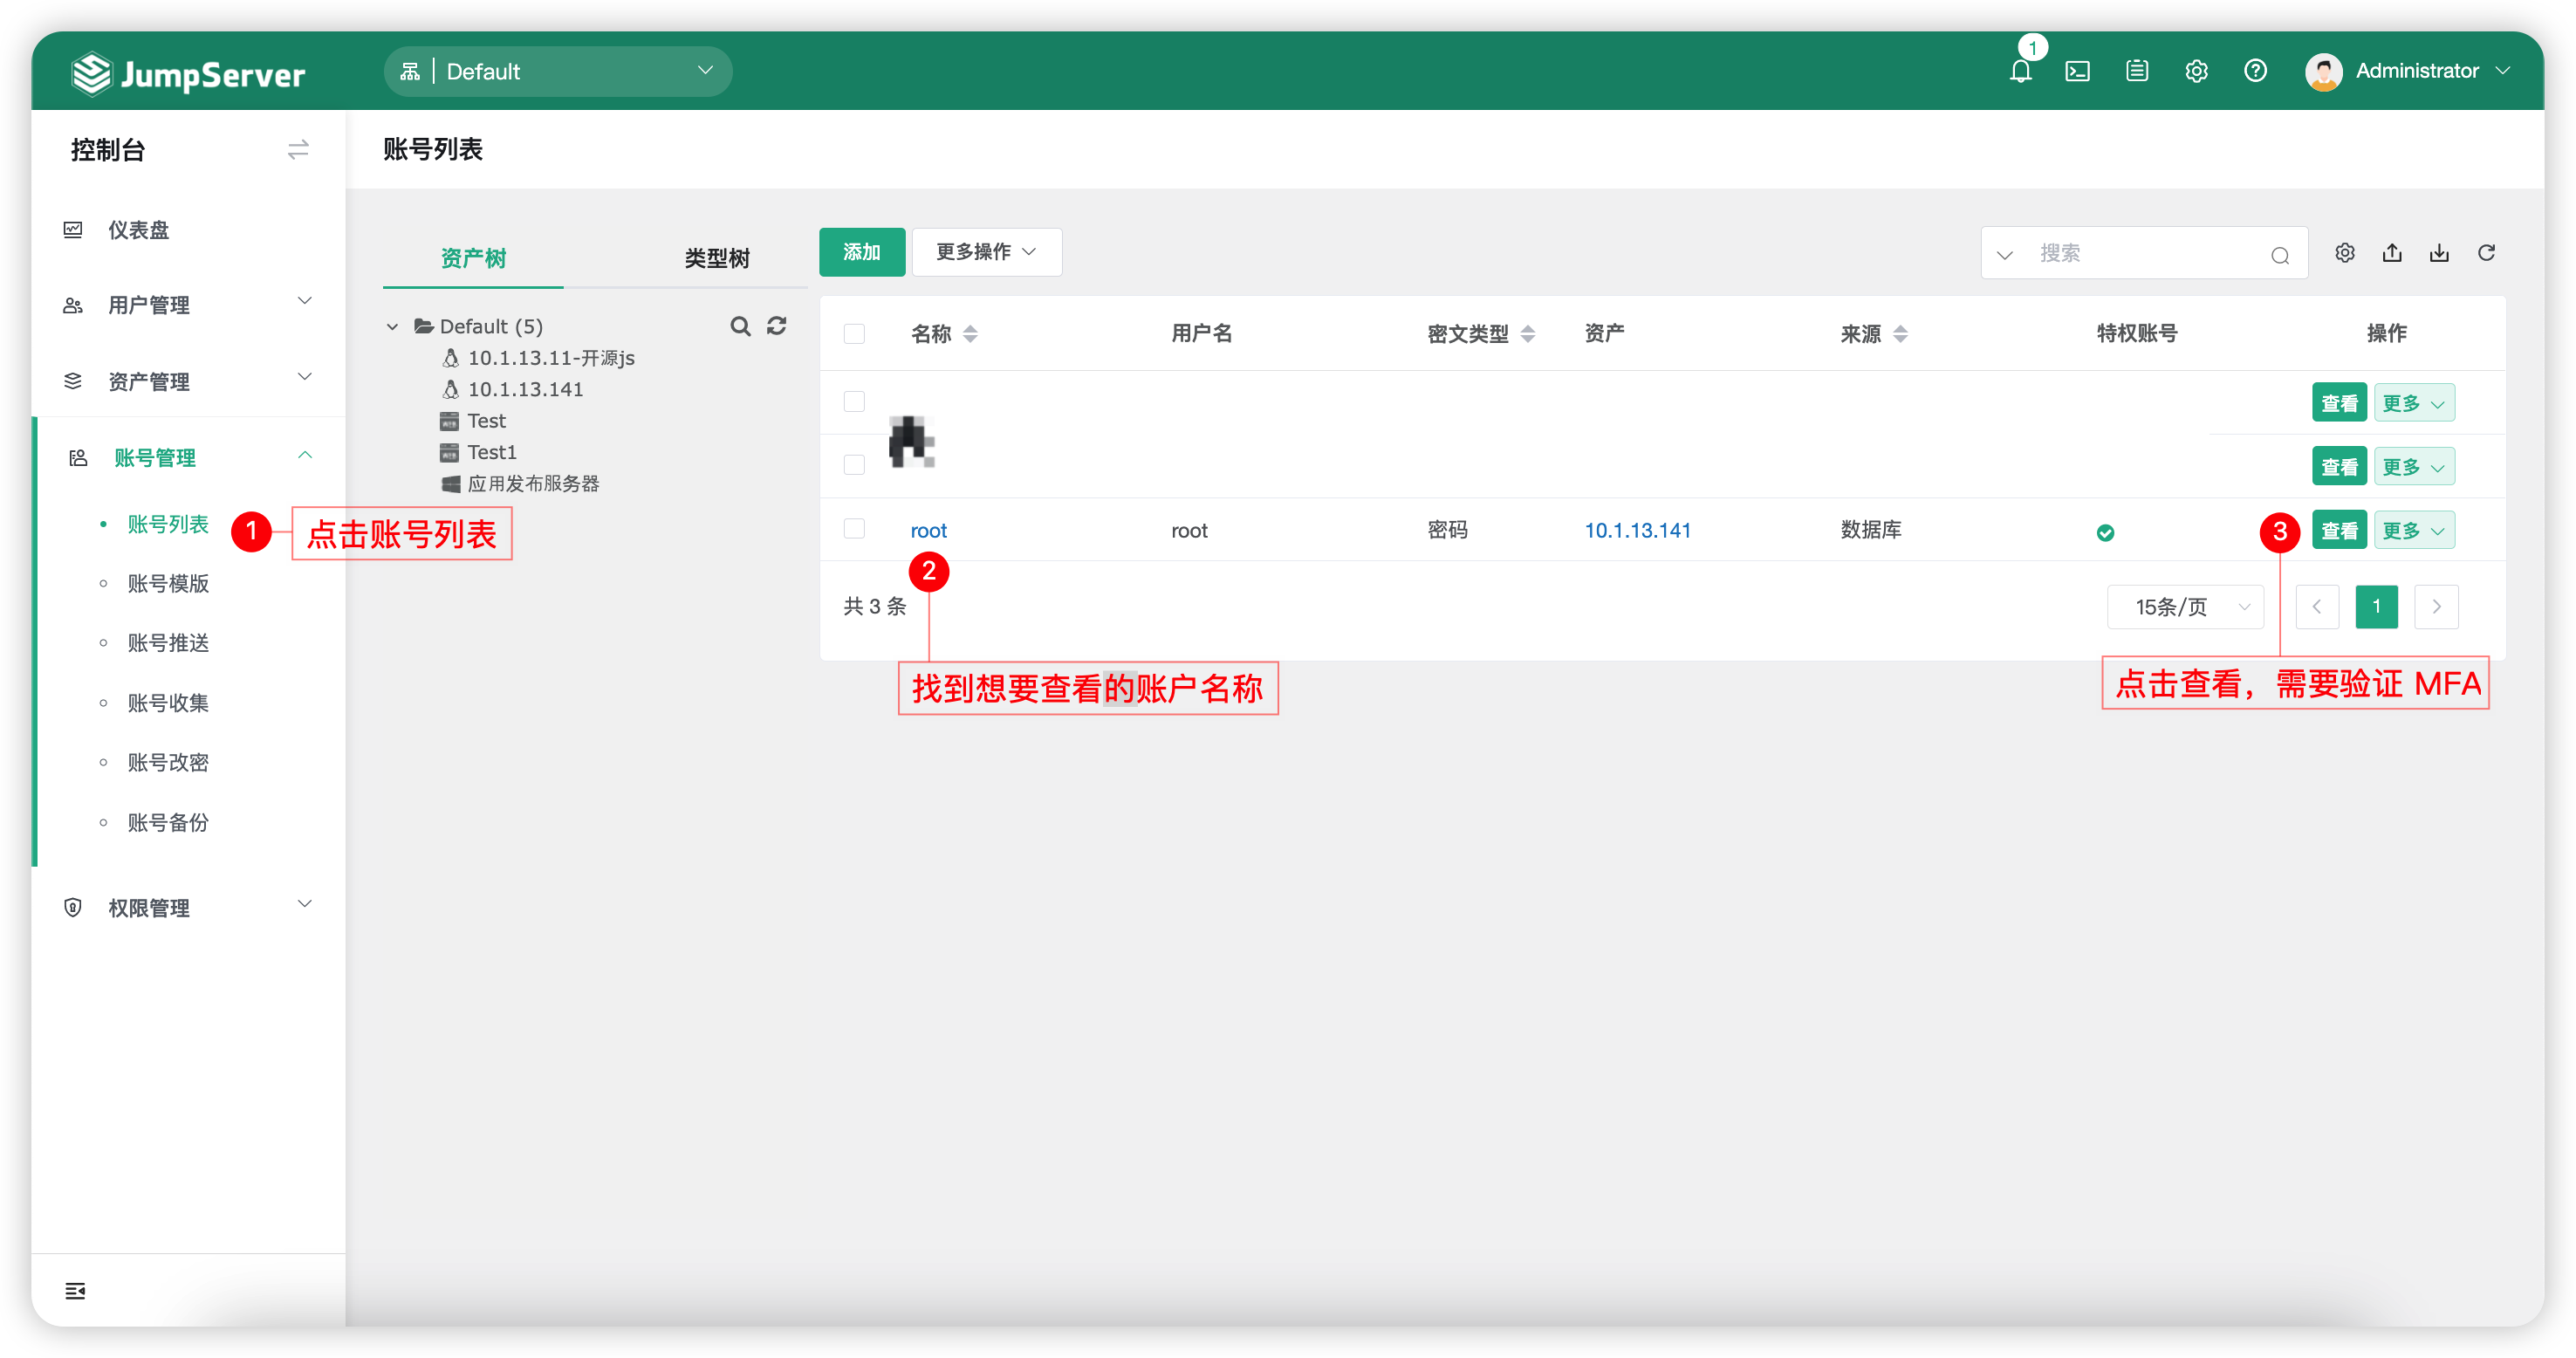 JumpServer
Default
1
Administrator
控制台
账号列表
仪表盘
用户管理
资产管理
账号管理
账号列表
账号模版
账号推送
账号收集
账号改密
账号备份
权限管理
资产树
类型树
Default (5)
10.1.13.11-开源js
10.1.13.141
Test
Test1
应用发布服务器
添加
更多操作
搜索
名称 用户名 密文类型 资产 来源 特权账号 操作
查看 更多
查看 更多
root root 密码 10.1.13.141 数据库 查看 更多
共 3 条
15条/页
1
1 点击账号列表
2
找到想要查看的账户名称
3
点击查看，需要验证 MFA